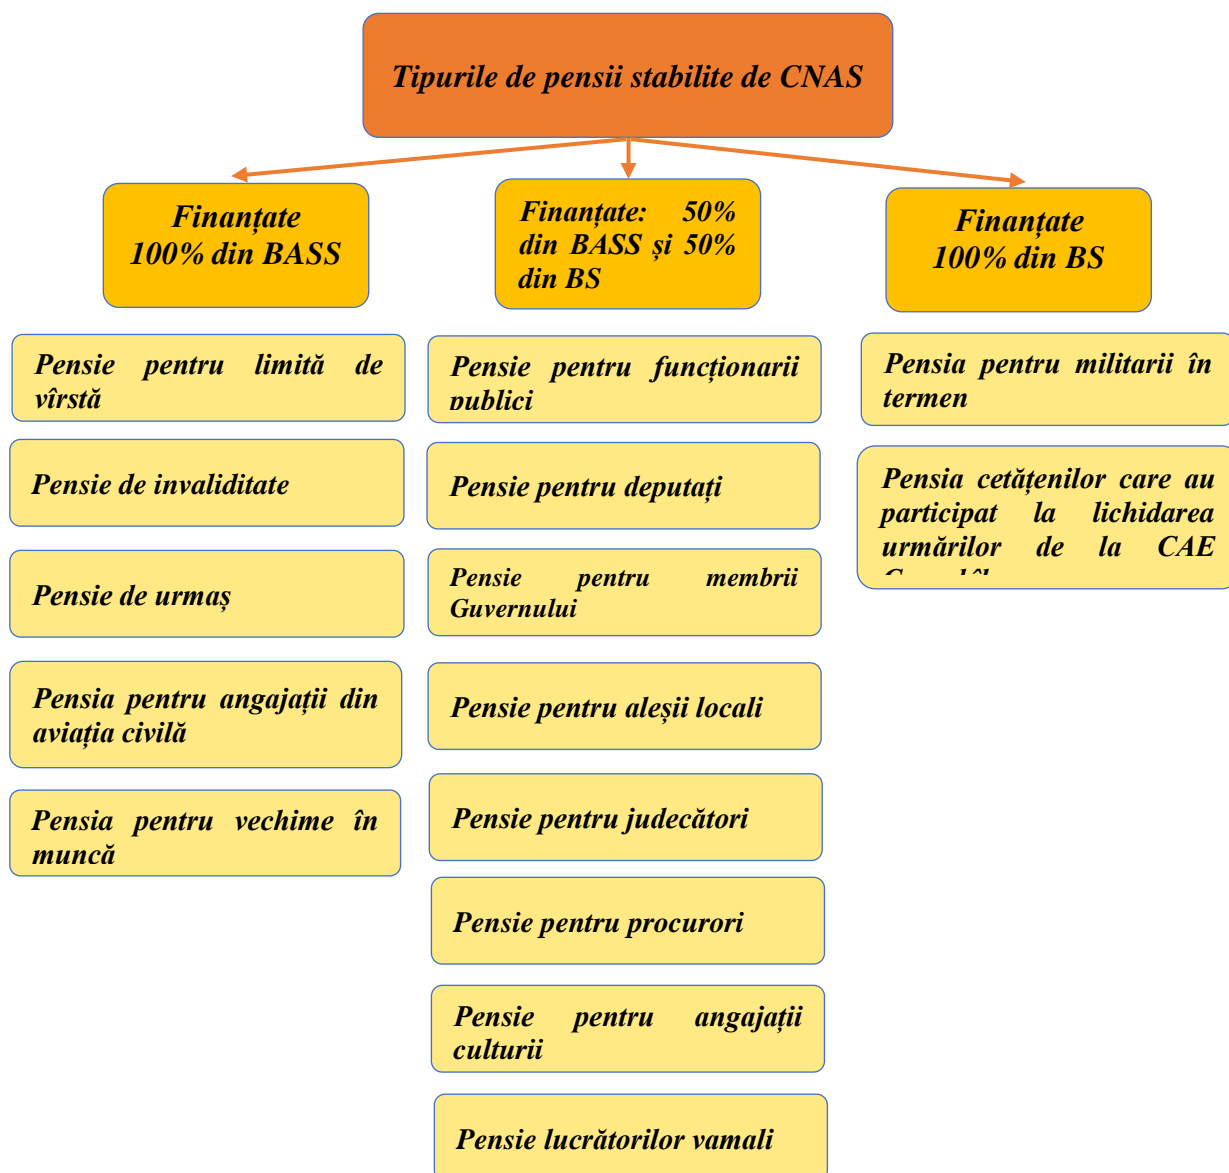 Tipurile de pensii stabilite de CNAS
Finanțate
100% din BASS
Finanțate: 50%
din BASS și 50%
din BS
Finanțate
100% din BS
Pensie pentru limită de
vîrstă
Pensie de invaliditate
Pensie de urmaș
Pensia pentru angajații din
aviația civilă
Pensia pentru vechime în
muncă
Pensie pentru funcționarii
publici
Pensie pentru deputați
Pensie pentru membrii
Guvernului
Pensie pentru aleșii locali
Pensie pentru judecători
Pensie pentru procurori
Pensie pentru angajații
culturii
Pensie lucrătorilor vamali
Pensia pentru militarii în
termen
Pensia cetățenilor care au
participat la lichidarea
urmărilor de la CAE